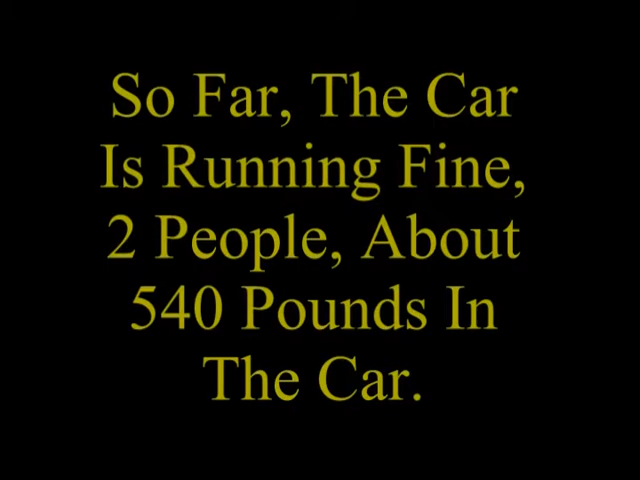 So Far, The Car
Is Running Fine,
2 People, About
540 Pounds In
The Car.